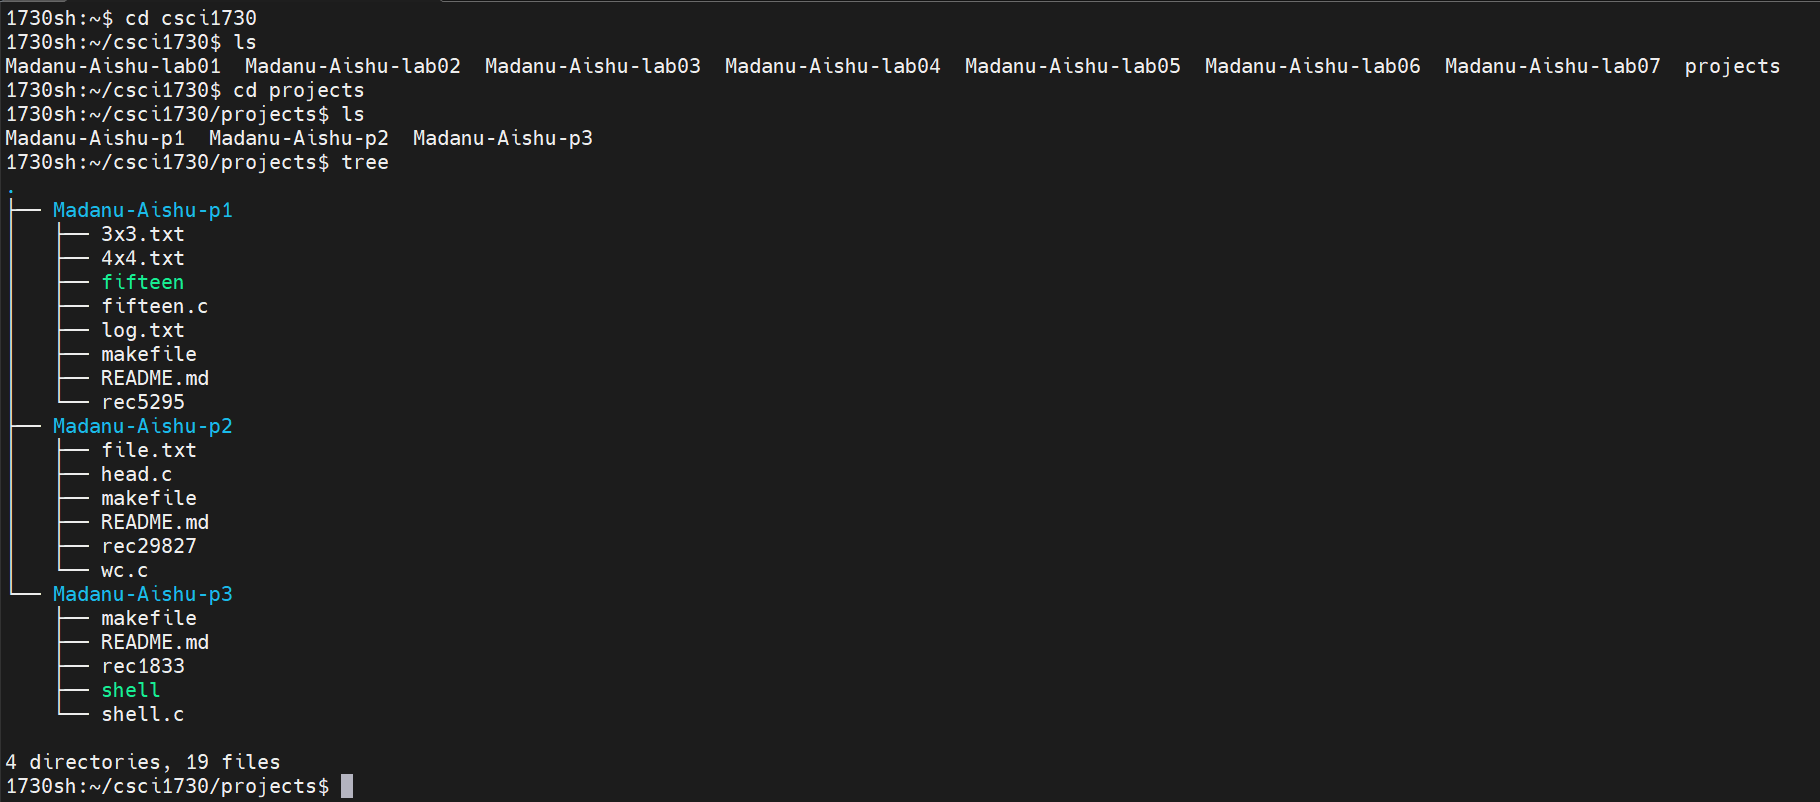 1730sh:~$ cd csci1730
1730sh:~/csci1730$ ls
Madanu-Aishu-lab01  Madanu-Aishu-lab02  Madanu-Aishu-lab03  Madanu-Aishu-lab04  Madanu-Aishu-lab05  Madanu-Aishu-lab06  Madanu-Aishu-lab07  projects
1730sh:~/csci1730$ cd projects
1730sh:~/csci1730/projects$ ls
Madanu-Aishu-p1  Madanu-Aishu-p2  Madanu-Aishu-p3
1730sh:~/csci1730/projects$ tree
.
├── Madanu-Aishu-p1
│   ├── 3x3.txt
│   ├── 4x4.txt
│   ├── fifteen
│   ├── fifteen.c
│   ├── log.txt
│   ├── makefile
│   ├── README.md
│   └── rec5295
├── Madanu-Aishu-p2
│   ├── file.txt
│   ├── head.c
│   ├── makefile
│   ├── README.md
│   ├── rec29827
│   └── wc.c
└── Madanu-Aishu-p3
    ├── makefile
    ├── README.md
    ├── rec1833
    ├── shell
    └── shell.c

4 directories, 19 files
1730sh:~/csci1730/projects$